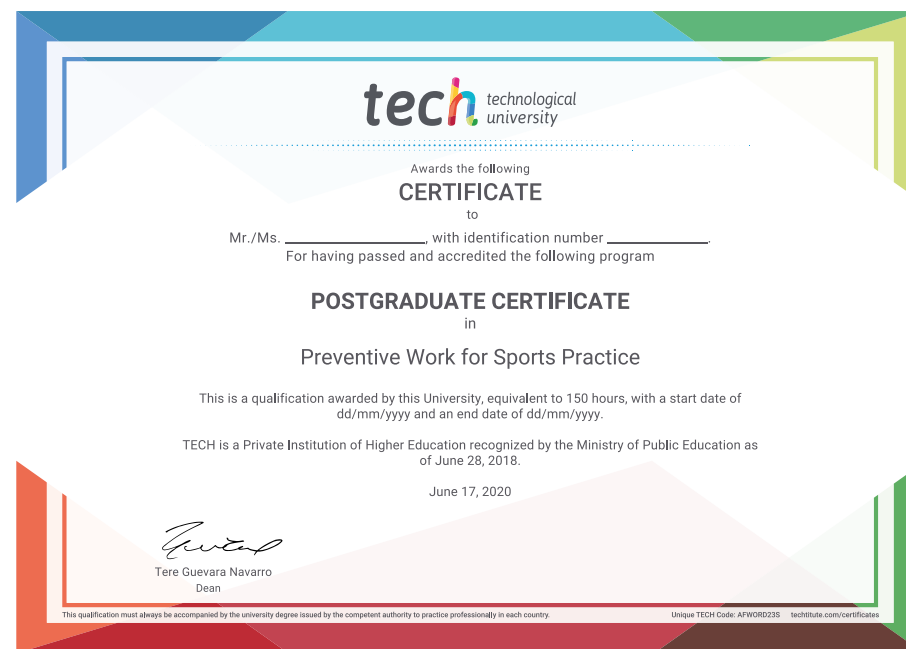 tech technological
university
Awards the following
CERTIFICATE
to
Mr./Ms. ____________________, with identification number ______________.
For having passed and accredited the following program
POSTGRADUATE CERTIFICATE
in
Preventive Work for Sports Practice
This is a qualification awarded by this University, equivalent to 150 hours, with a start date of
dd/mm/yyyy and an end date of dd/mm/yyyy.
TECH is a Private Institution of Higher Education recognized by the Ministry of Public Education as
of June 28, 2018.
June 17, 2020
Tere Guevara Navarro
Dean
This qualification must always be accompanied by the university degree issued by the competent authority to practice professionally in each country. Unique TECH Code: AFWORD23S techtitute.com/certificates